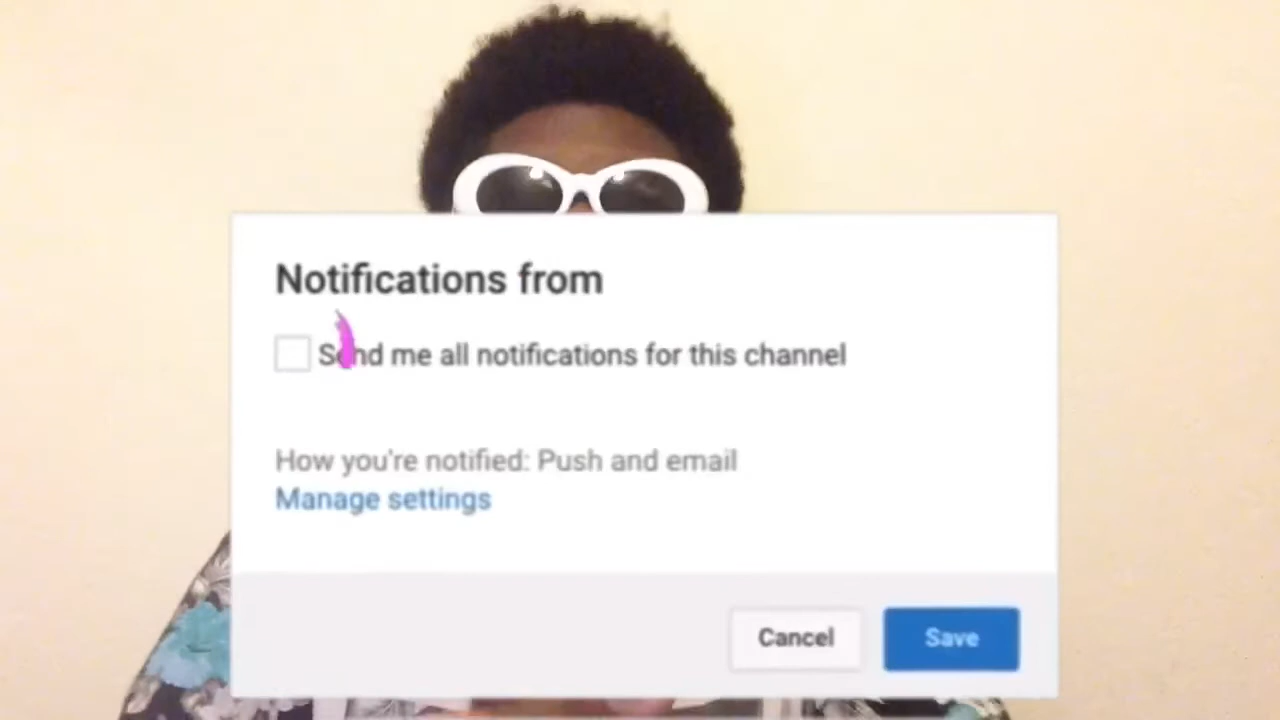 Notifications from
Send me all notifications for this channel
How you're notified: Push and email
Manage settings
Cancel
Save